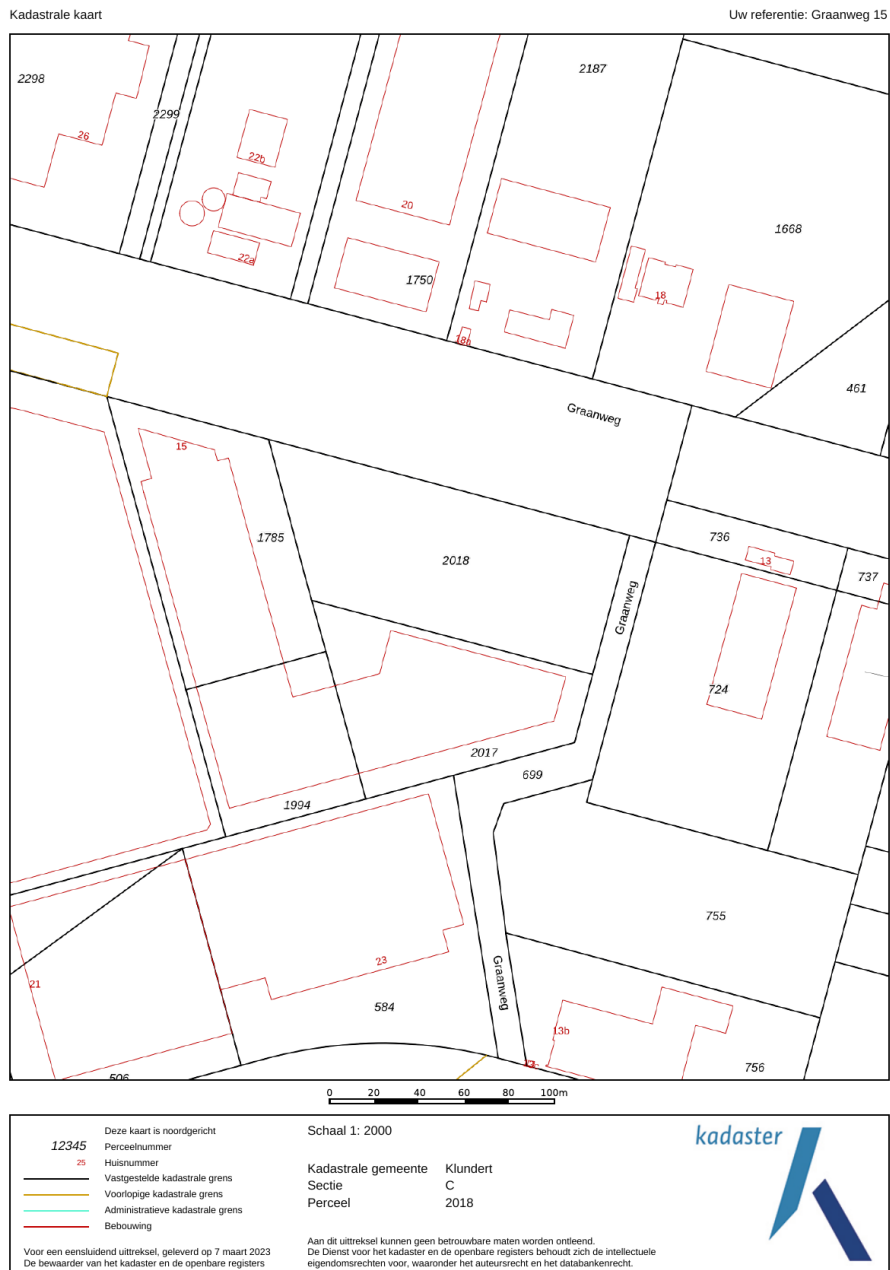 Kadastrale kaart
Uw referentie: Graanweg 15
2298
2299
2187
26
22b
20
22a
1750
1668
18
18a
461
Graanweg
15
1785
2018
736
13
737
Graanweg
724
2017
699
1994
755
23
21
Graanweg
584
13b
506
756
0 20 40 60 80 100m
Deze kaart is noordgericht
12345 Perceelnummer
25 Huisnummer
Vastgestelde kadastrale grens
Voorlopige kadastrale grens
Administratieve kadastrale grens
Bebouwing
Voor een eensluidend uittreksel, geleverd op 7 maart 2023
De bewaarder van het kadaster en de openbare registers
Schaal 1: 2000
Kadastrale gemeente Klundert
Sectie C
Perceel 2018
Aan dit uittreksel kunnen geen betrouwbare maten worden ontleend.
De Dienst voor het kadaster en de openbare registers behoudt zich de intellectuele
eigendomsrechten voor, waaronder het auteursrecht en het databankenrecht.
kadaster